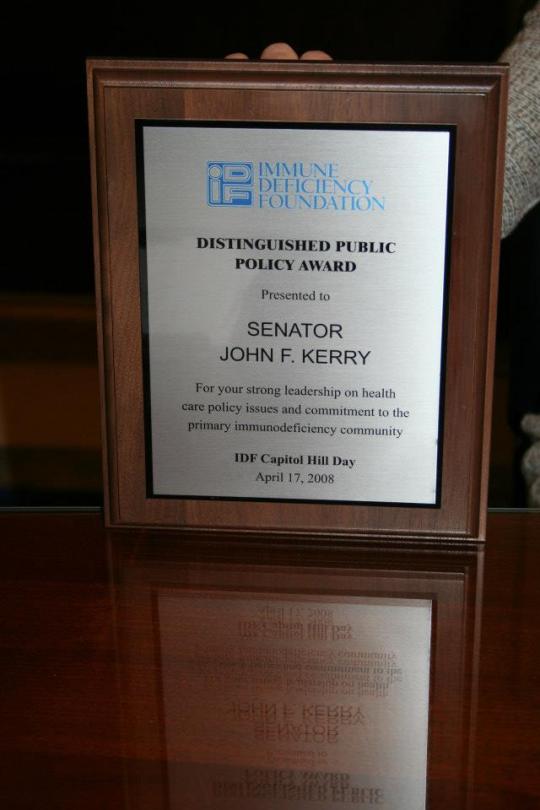 IDF IMMUNE
DEFICIENCY
FOUNDATION
DISTINGUISHED PUBLIC
POLICY AWARD
Presented to
SENATOR
JOHN F. KERRY
For your strong leadership on health
care policy issues and commitment to the
primary immunodeficiency community
IDF Capitol Hill Day
April 17, 2008